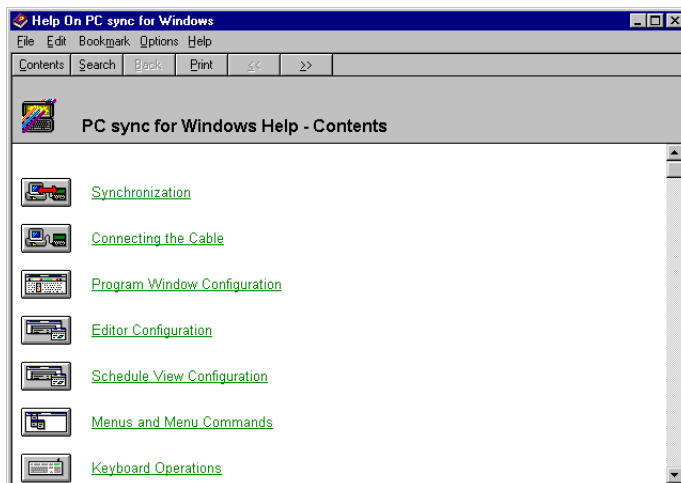 Help On PC sync for Windows
File Edit Bookmark Options Help
Contents Search Back Print << >>
PC sync for Windows Help - Contents
Synchronization
Connecting the Cable
Program Window Configuration
Editor Configuration
Schedule View Configuration
Menus and Menu Commands
Keyboard Operations